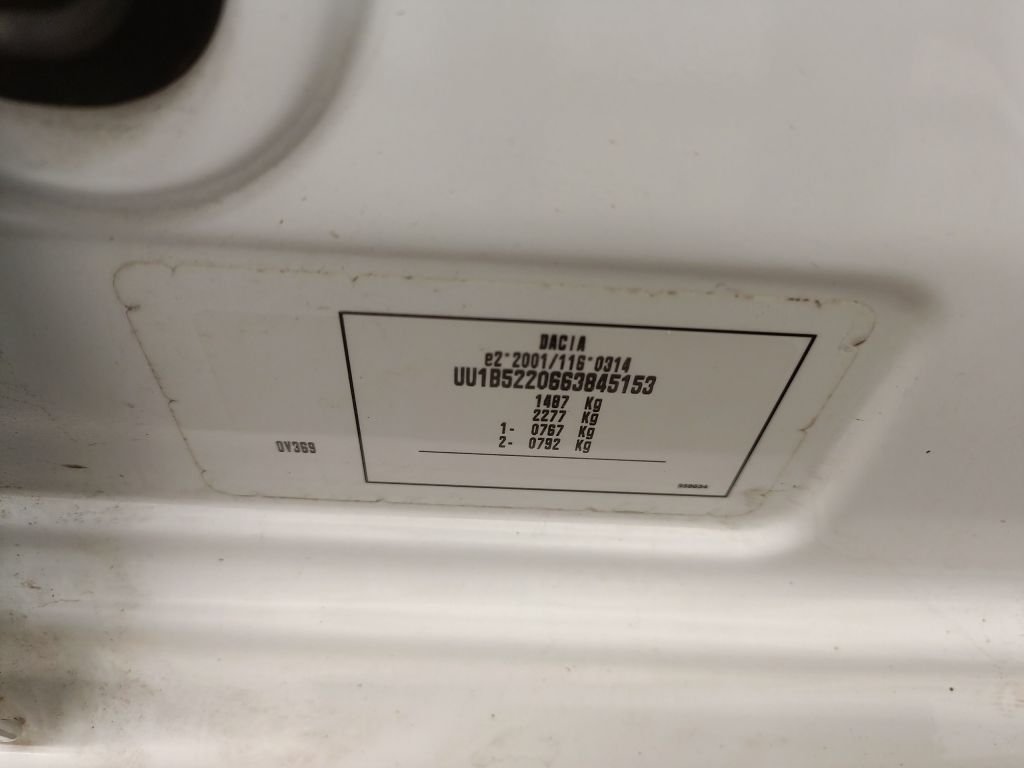 DACIA
e2*2001/116*0314
UU1B5220663845153
1487 Kg
2277 Kg
1- 0767 Kg
2- 0792 Kg
OV369